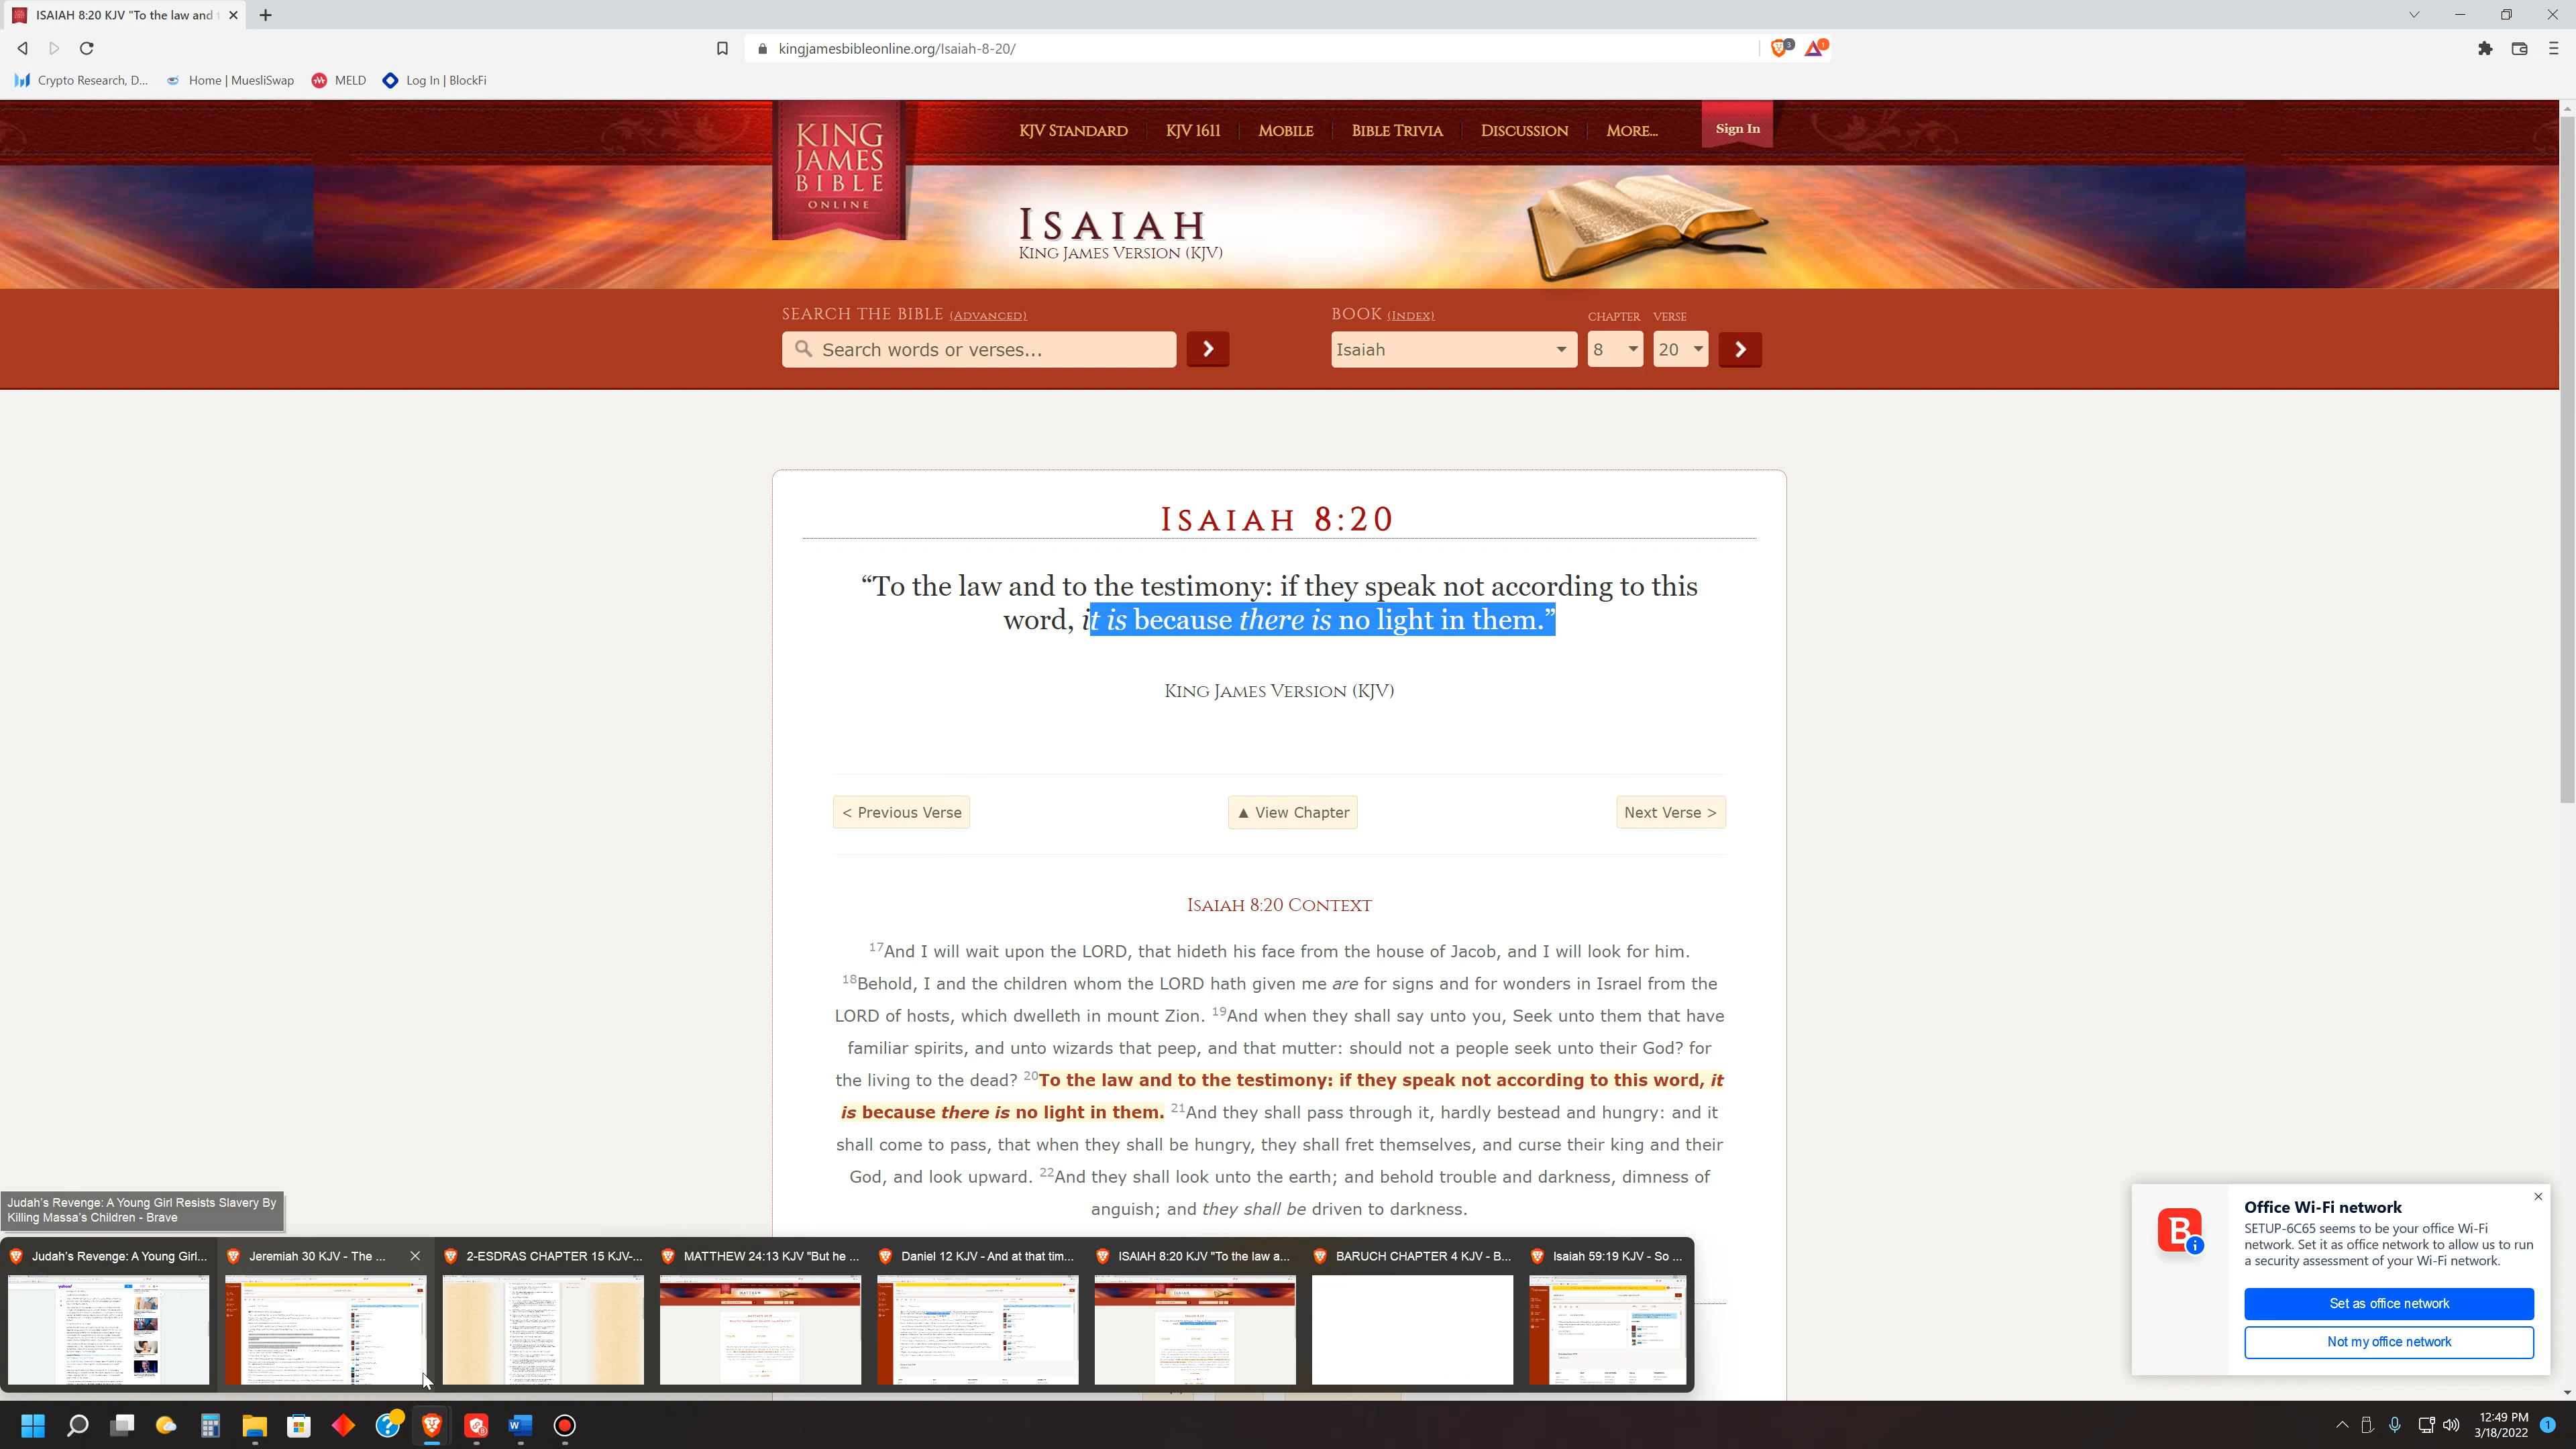 ISAIAH 8:20 KJV "To the law and t
kingjamesbibleonline.org/Isaiah-8-20/
3
1
Crypto Research, D...
Home | MuesliSwap
MELD
Log In | BlockFi
KING
JAMES
BIBLE
ONLINE
KJV Standard
KJV 1611
Mobile
Bible Trivia
Discussion
More...
Sign In
Isaiah
King James Version (KJV)
SEARCH THE BIBLE (Advanced)
Search words or verses...
BOOK (Index)
CHAPTER
VERSE
Isaiah
8
20
Isaiah 8:20
“To the law and to the testimony: if they speak not according to this
word, it is because there is no light in them.”
King James Version (KJV)
< Previous Verse
▲ View Chapter
Next Verse >
Isaiah 8:20 Context
17And I will wait upon the LORD, that hideth his face from the house of Jacob, and I will look for him.
18Behold, I and the children whom the LORD hath given me are for signs and for wonders in Israel from the
LORD of hosts, which dwelleth in mount Zion. 19And when they shall say unto you, Seek unto them that have
familiar spirits, and unto wizards that peep, and that mutter: should not a people seek unto their God? for
the living to the dead? 20To the law and to the testimony: if they speak not according to this word, it
is because there is no light in them. 21And they shall pass through it, hardly bestead and hungry: and it
shall come to pass, that when they shall be hungry, they shall fret themselves, and curse their king and their
God, and look upward. 22And they shall look unto the earth; and behold trouble and darkness, dimness of
anguish; and they shall be driven to darkness.
Judah's Revenge: A Young Girl Resists Slavery By
Killing Massa's Children - Brave
Judah's Revenge: A Young Girl...
Jeremiah 30 KJV - The ...
2-ESDRAS CHAPTER 15 KJV-...
MATTHEW 24:13 KJV "But he ...
Daniel 12 KJV - And at that tim...
ISAIAH 8:20 KJV "To the law a...
BARUCH CHAPTER 4 KJV - B...
Isaiah 59:19 KJV - So ...
B
i
Office Wi-Fi network
SETUP-6C65 seems to be your office Wi-Fi
network. Set it as office network to allow us to run
a security assessment of your Wi-Fi network.
Set as office network
Not my office network
12:49 PM
3/18/2022
1